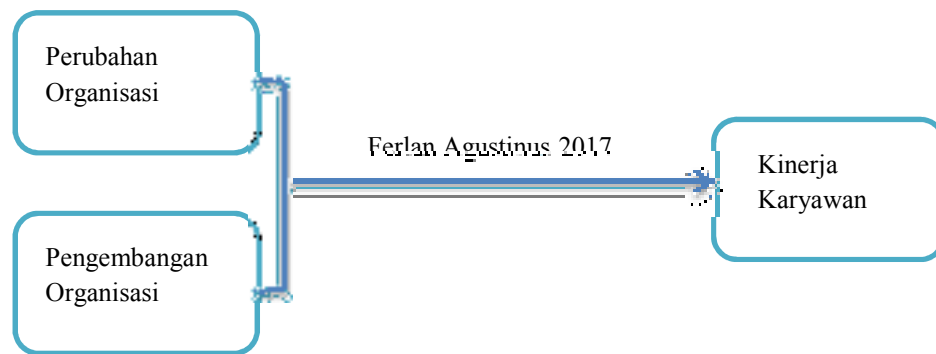 Perubahan
Organisasi
Ferlan Agustinus 2017
Kinerja
Karyawan
Pengembangan
Organisasi